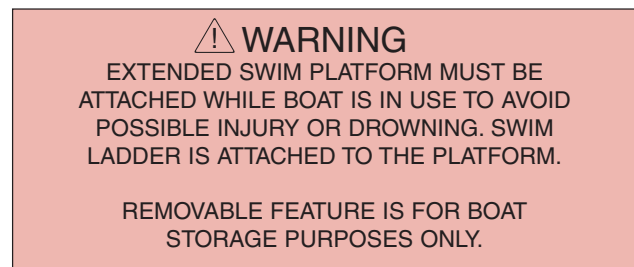 WARNING
EXTENDED SWIM PLATFORM MUST BE
ATTACHED WHILE BOAT IS IN USE TO AVOID
POSSIBLE INJURY OR DROWNING. SWIM
LADDER IS ATTACHED TO THE PLATFORM.
REMOVABLE FEATURE IS FOR BOAT
STORAGE PURPOSES ONLY.